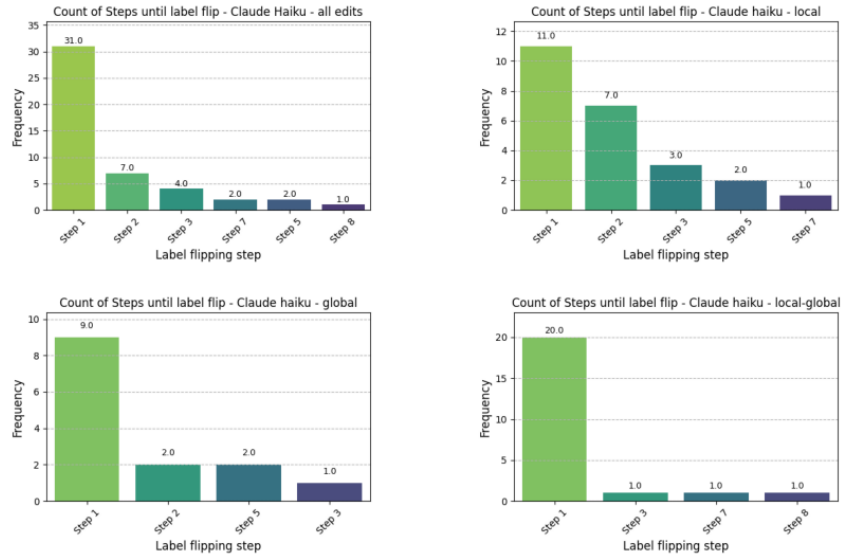 Count of Steps until label flip - Claude Haiku - all edits
Frequency
35
30
25
20
15
10
5
0
31.0
7.0
4.0
2.0
2.0
1.0
Step 1
Step 2
Step 3
Step 7
Step 5
Step 8
Label flipping step
Count of Steps until label flip - Claude haiku - local
Frequency
12
10
8
6
4
2
0
11.0
7.0
3.0
2.0
1.0
Step 1
Step 2
Step 3
Step 5
Step 7
Label flipping step
Count of Steps until label flip - Claude haiku - global
Frequency
10
8
6
4
2
0
9.0
2.0
2.0
1.0
Step 1
Step 2
Step 5
Step 3
Label flipping step
Count of Steps until label flip - Claude haiku - local-global
Frequency
20
15
10
5
0
20.0
1.0
1.0
1.0
Step 1
Step 3
Step 7
Step 8
Label flipping step